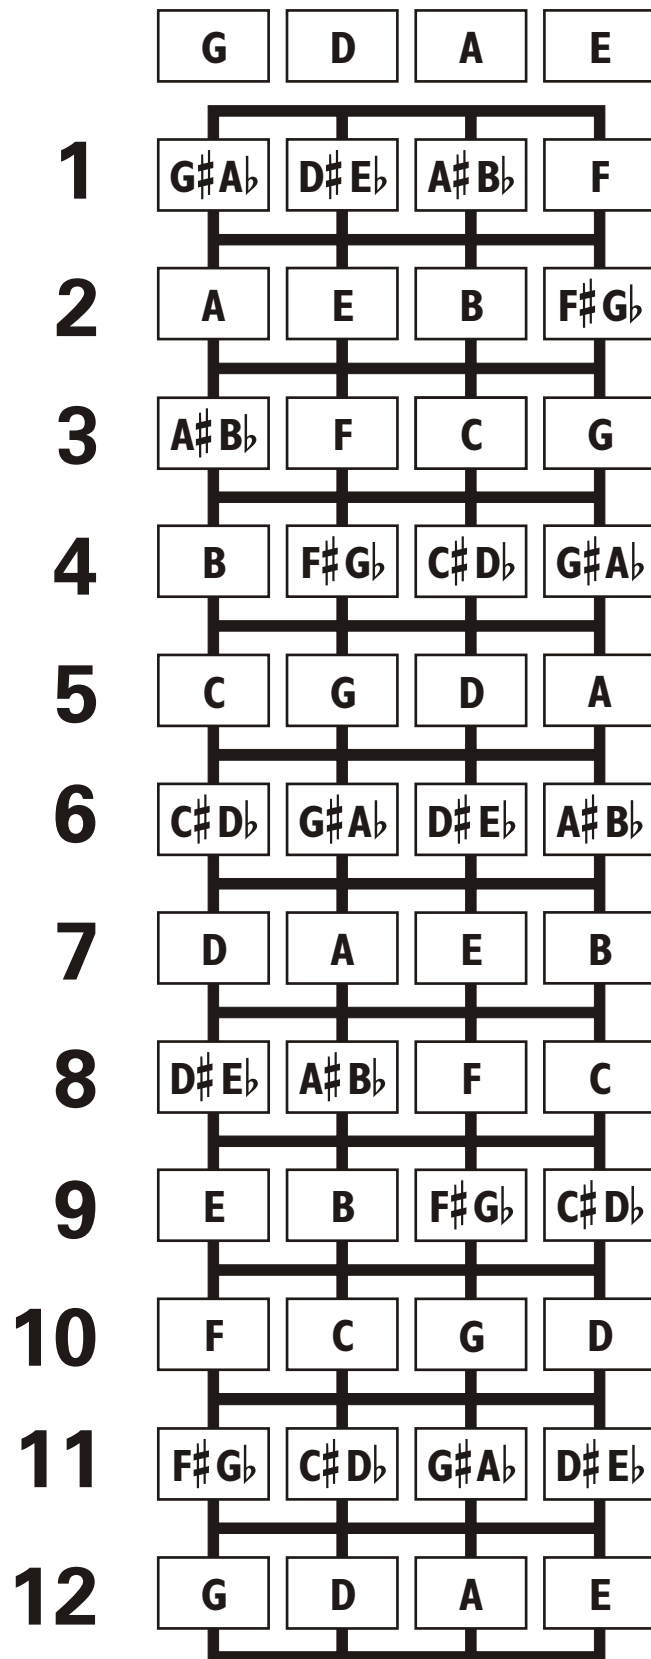 G D A E
1 G♯A♭ D♯E♭ A♯B♭ F
2 A E B F♯G♭
3 A♯B♭ F C G
4 B F♯G♭ C♯D♭ G♯A♭
5 C G D A
6 C♯D♭ G♯A♭ D♯E♭ A♯B♭
7 D A E B
8 D♯E♭ A♯B♭ F C
9 E B F♯G♭ C♯D♭
10 F C G D
11 F♯G♭ C♯D♭ G♯A♭ D♯E♭
12 G D A E